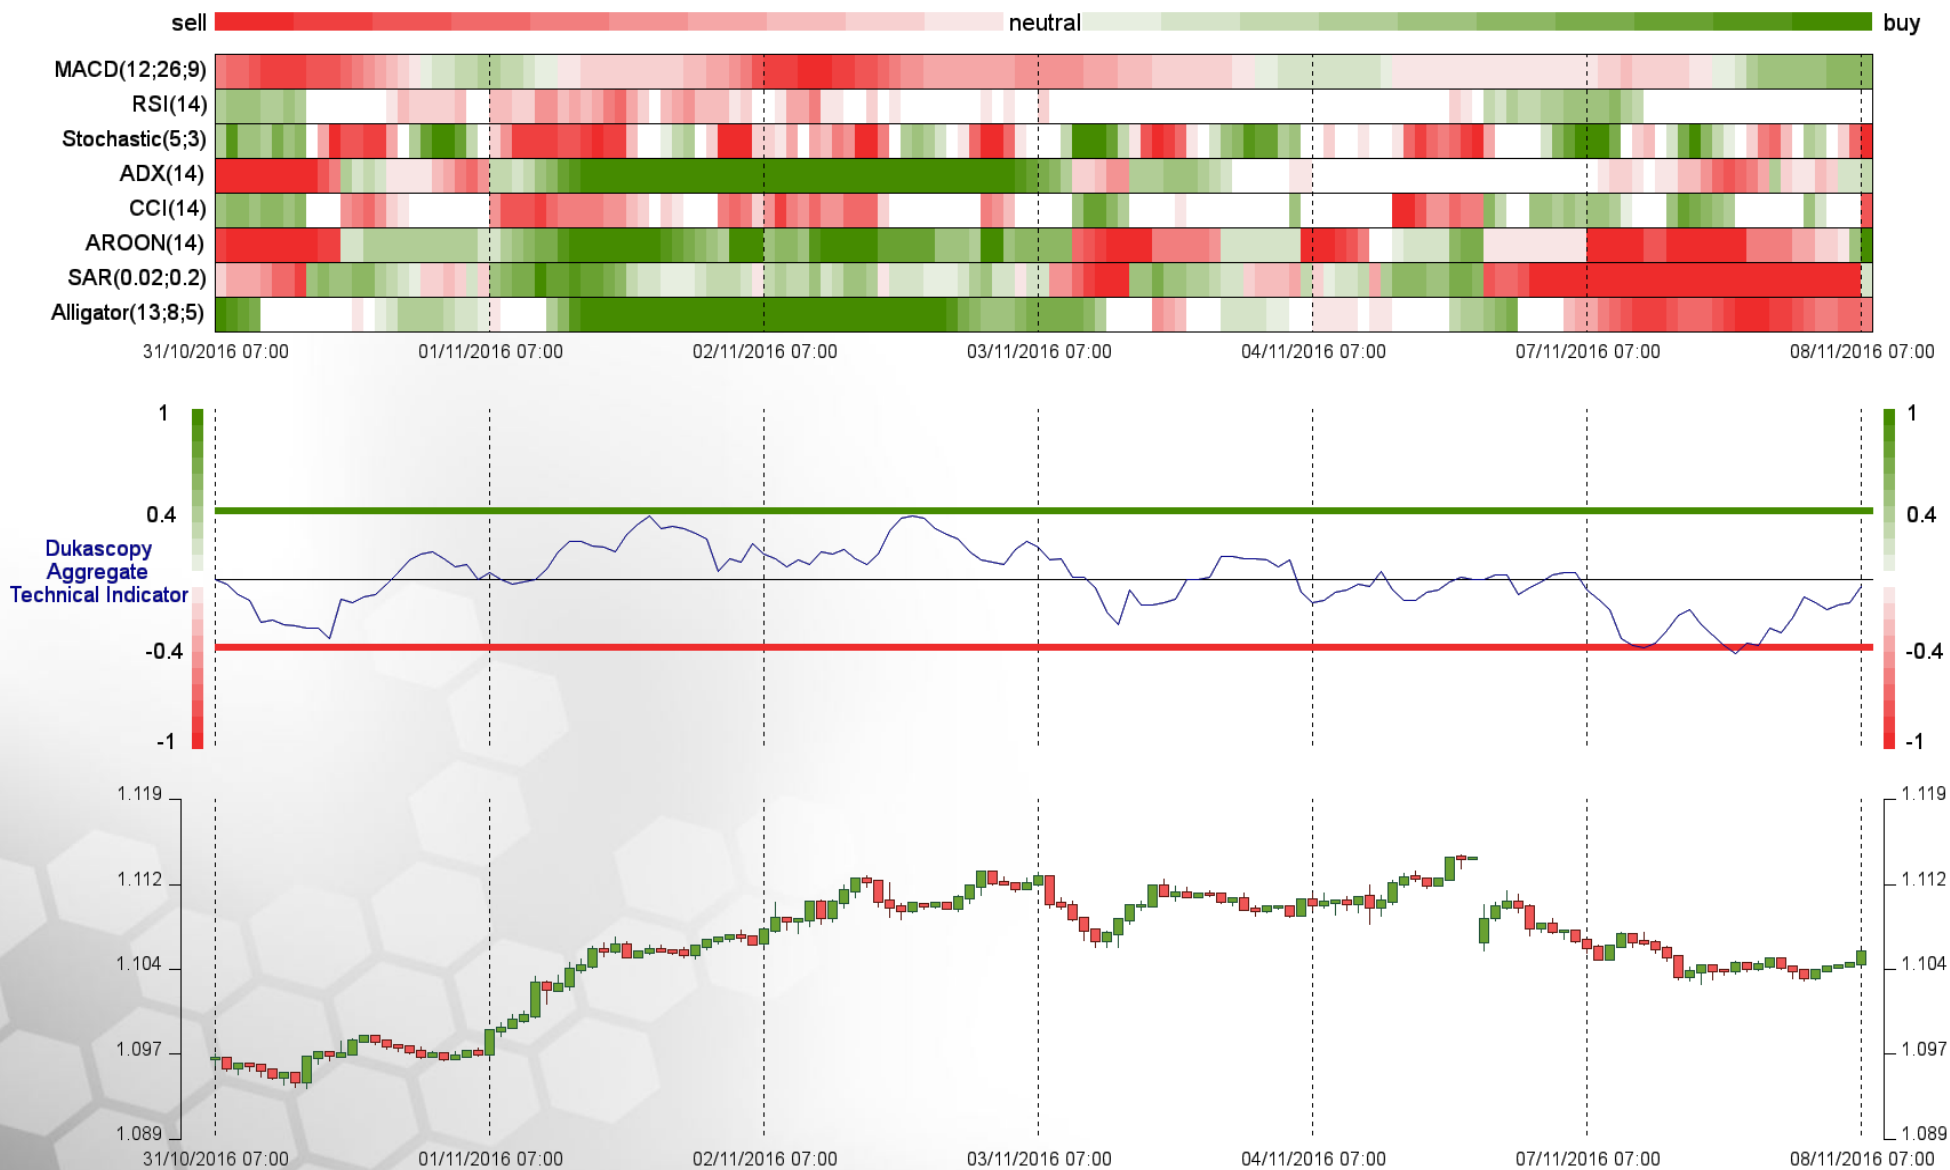 sell neutral buy
MACD(12;26;9)
RSI(14)
Stochastic(5;3)
ADX(14)
CCI(14)
AROON(14)
SAR(0.02;0.2)
Alligator(13;8;5)
31/10/2016 07:00 01/11/2016 07:00 02/11/2016 07:00 03/11/2016 07:00 04/11/2016 07:00 07/11/2016 07:00 08/11/2016 07:00
1 1
0.4 0.4
Dukascopy
Aggregate
Technical Indicator
-0.4 -0.4
-1 -1
1.119 1.119
1.112 1.112
1.104 1.104
1.097 1.097
1.089 1.089
31/10/2016 07:00 01/11/2016 07:00 02/11/2016 07:00 03/11/2016 07:00 04/11/2016 07:00 07/11/2016 07:00 08/11/2016 07:00